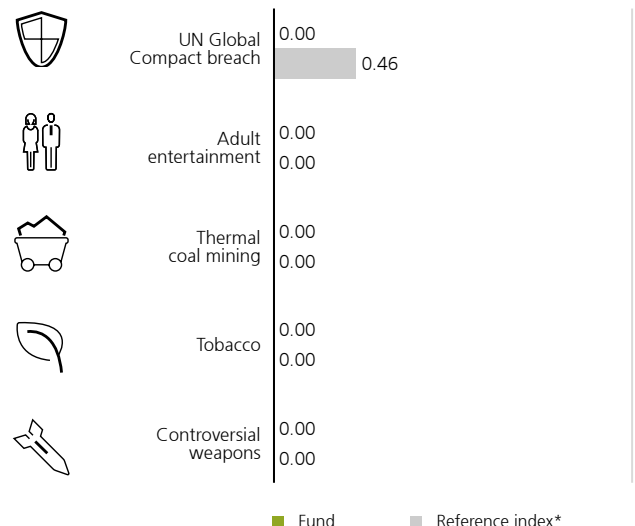 UN Global
Compact breach
0.00
0.46
Adult
entertainment
0.00
0.00
Thermal
coal mining
0.00
0.00
Tobacco
0.00
0.00
Controversial
weapons
0.00
0.00
Fund
Reference index*